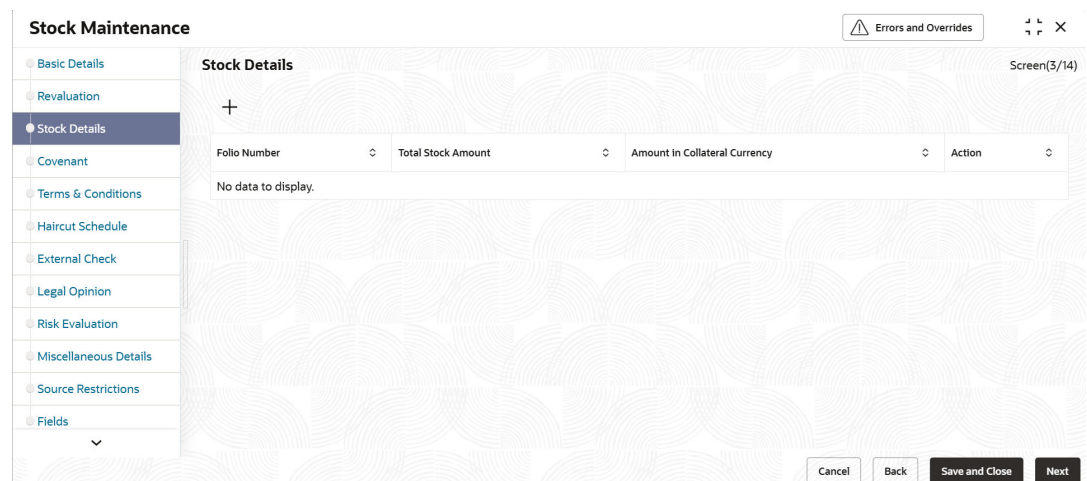 Stock Maintenance
Errors and Overrides
Basic Details
Revaluation
Stock Details
Covenant
Terms & Conditions
Haircut Schedule
External Check
Legal Opinion
Risk Evaluation
Miscellaneous Details
Source Restrictions
Fields
Stock Details
Screen(3/14)
Folio Number Total Stock Amount Amount in Collateral Currency Action
No data to display.
Cancel Back Save and Close Next